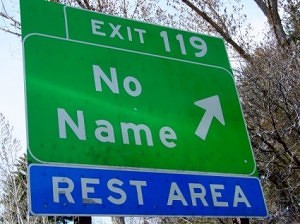 EXIT 119
No
Name
REST AREA